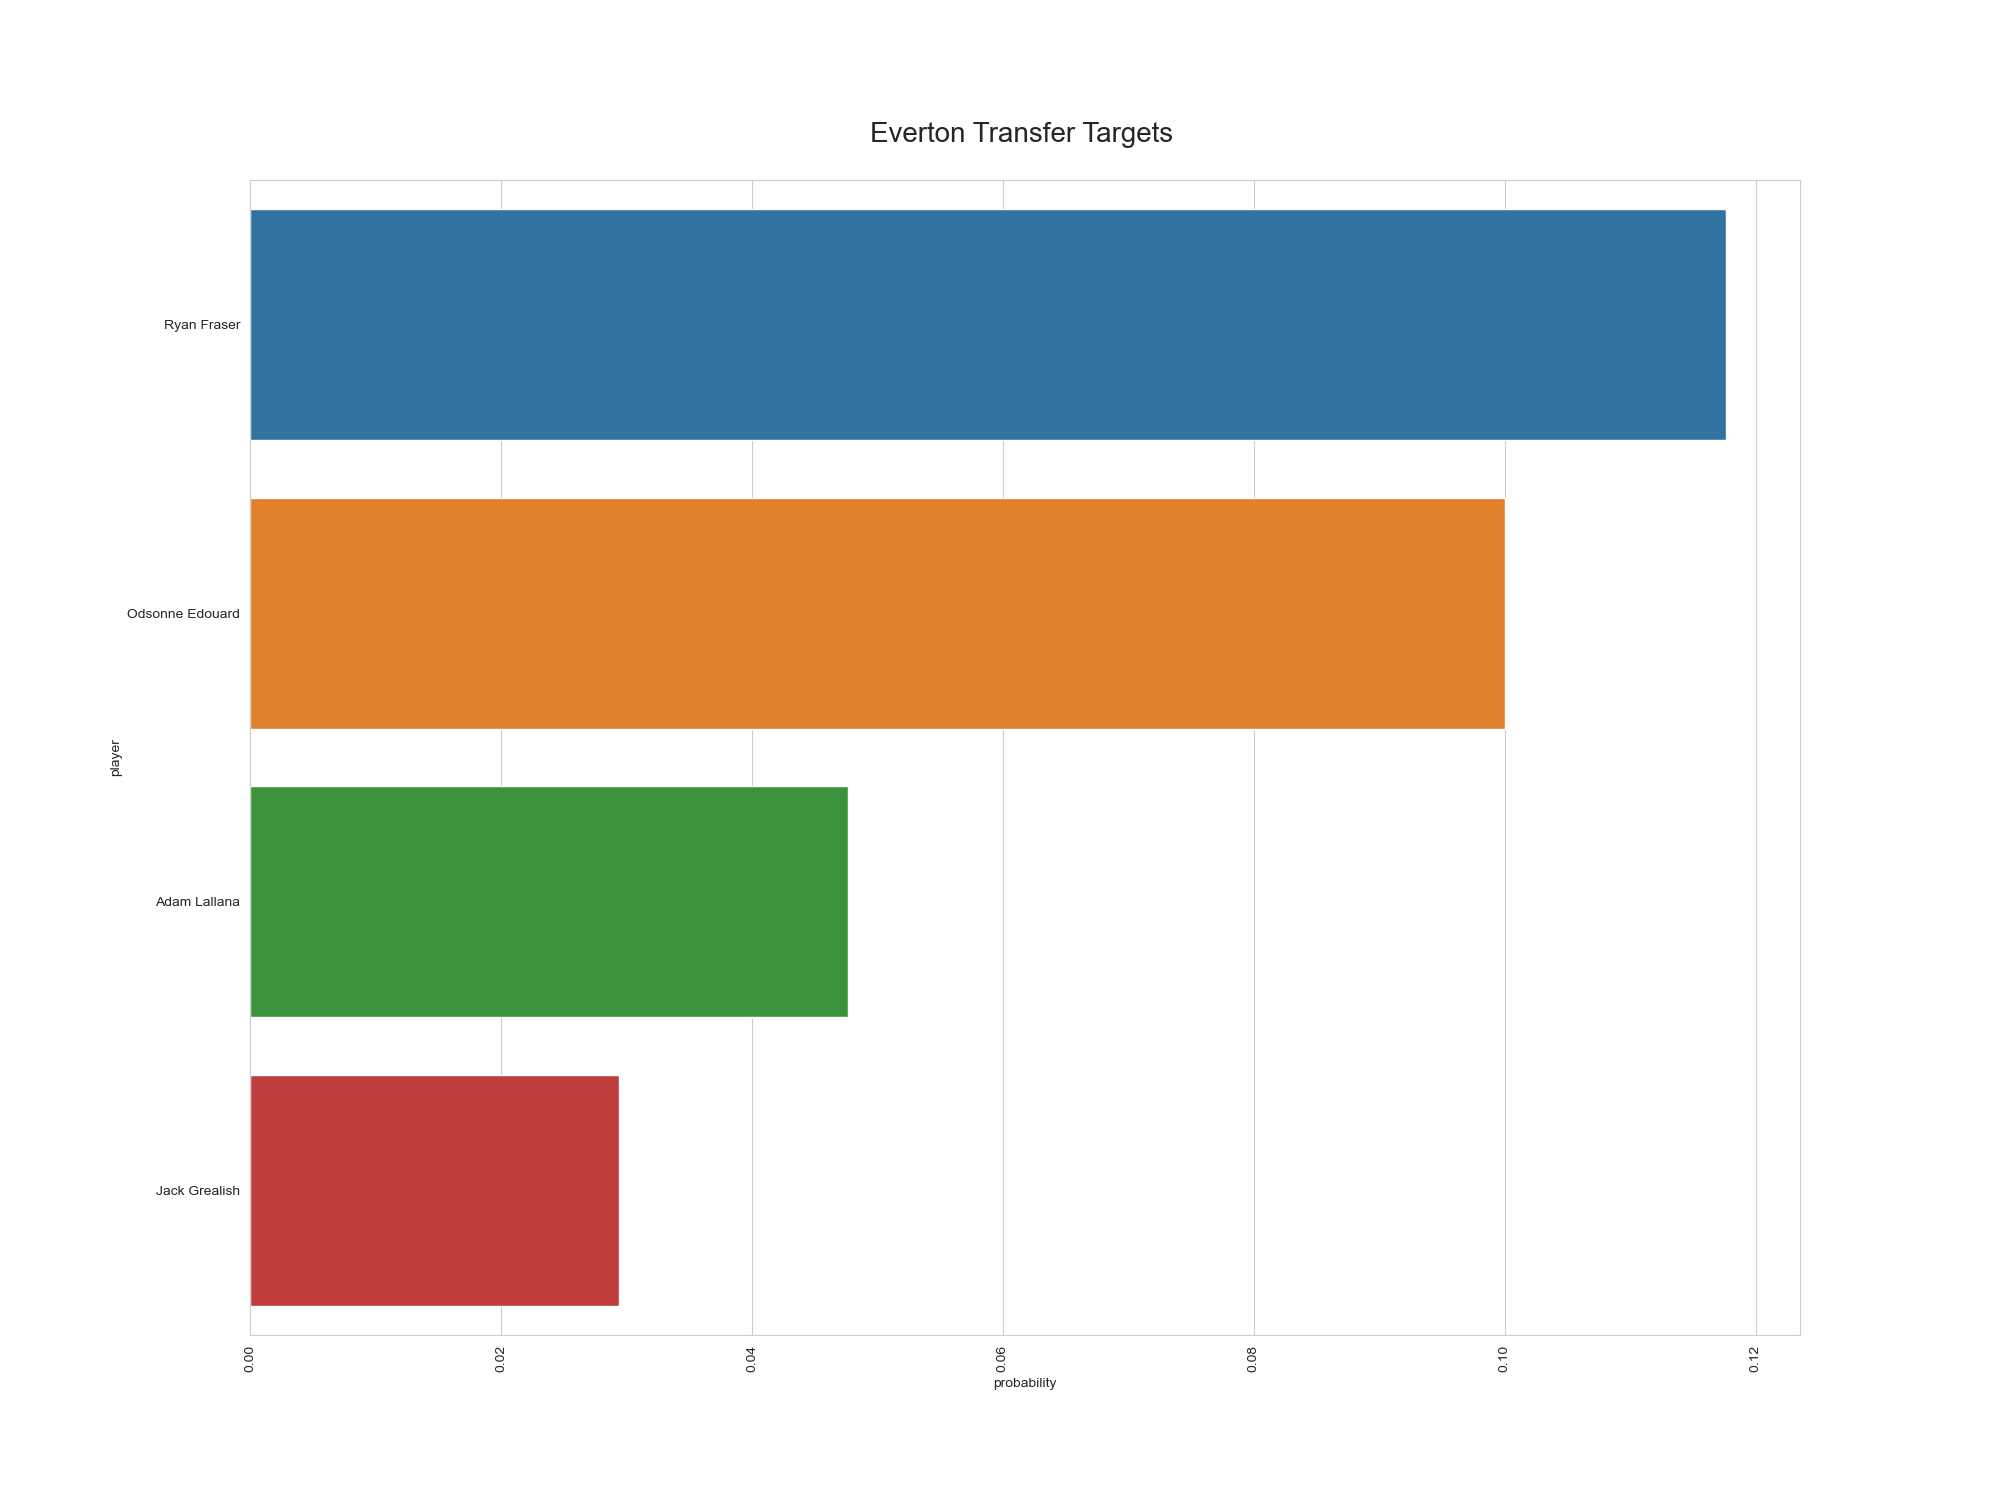 Everton Transfer Targets
Ryan Fraser
Odsonne Edouard
Adam Lallana
Jack Grealish
player
0.00
0.02
0.04
0.06
0.08
0.10
0.12
probability